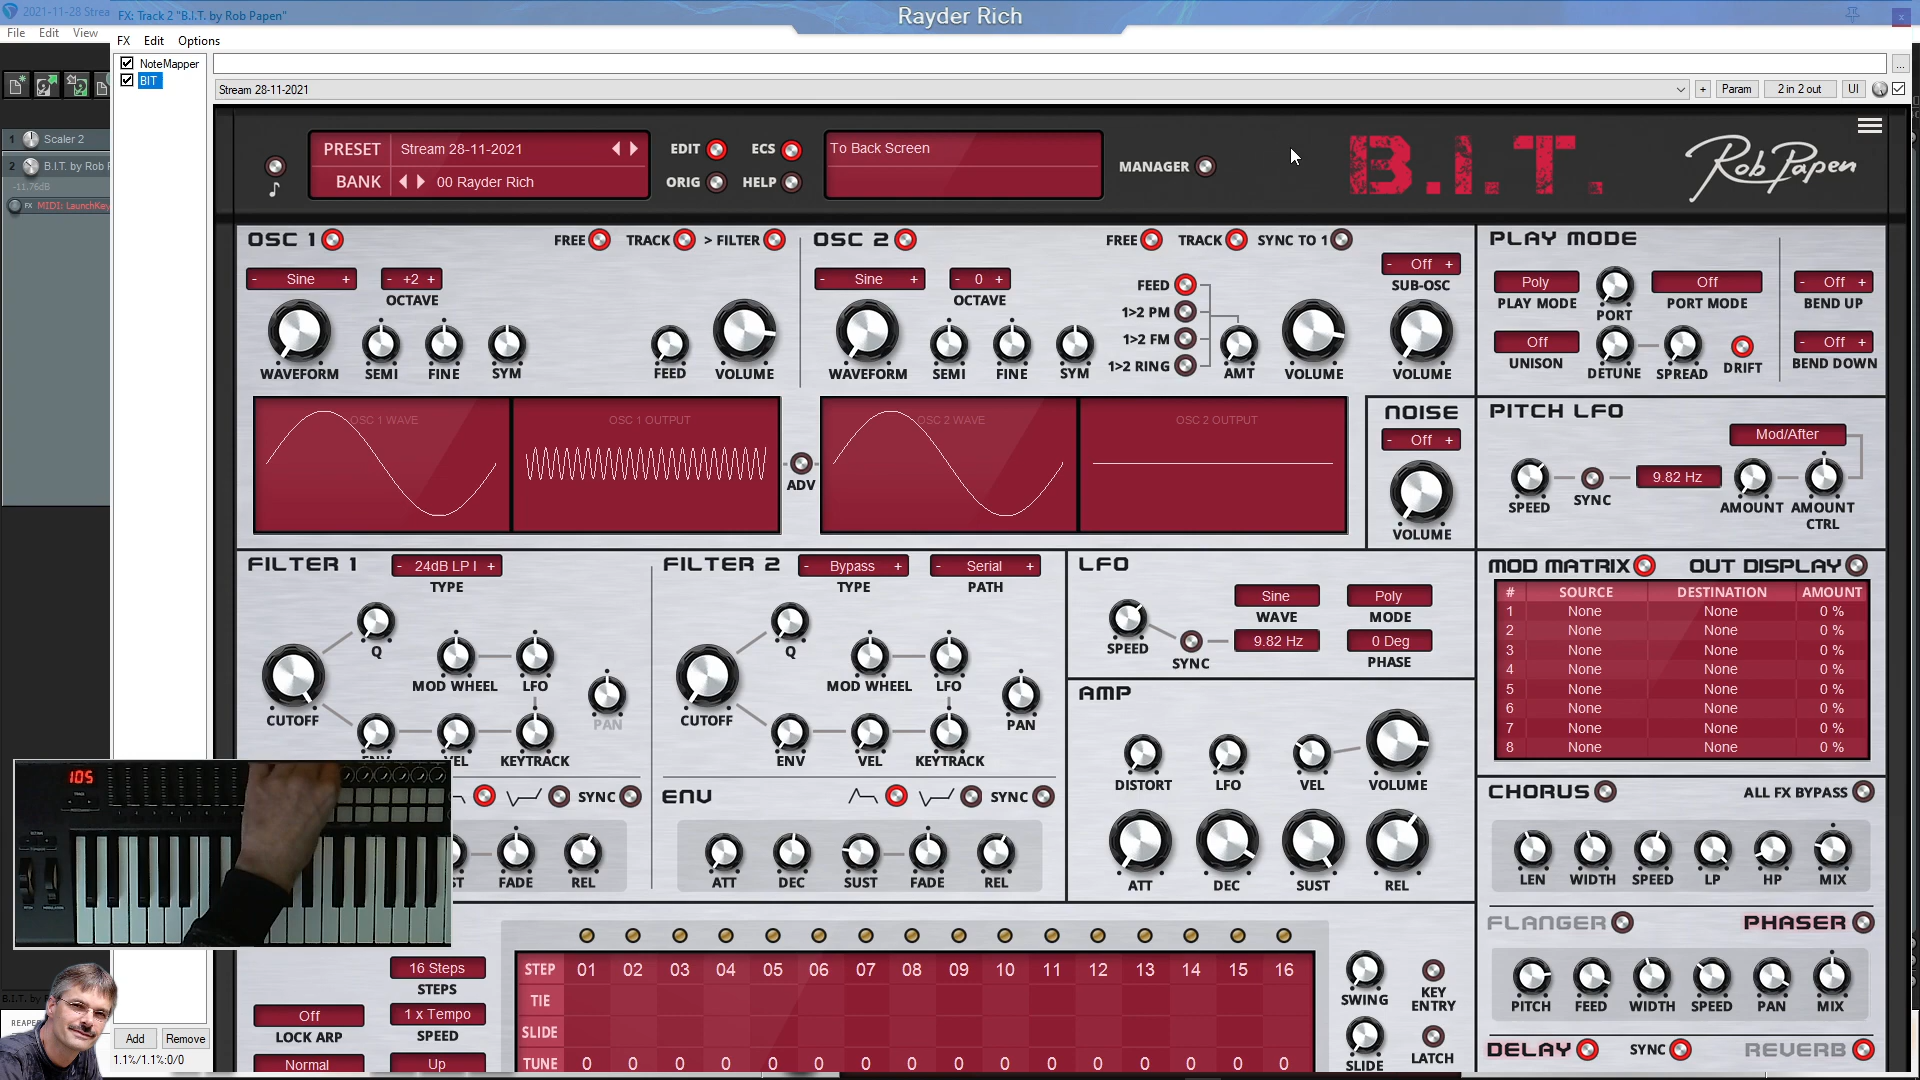 2021-11-28 Strea
FX: Track 2 "B.I.T. by Rob Papen"
Rayder Rich
x
File Edit View
FX Edit Options
NoteMapper
BIT
...
Stream 28-11-2021
+ Param 2 in 2 out UI
1 Scaler 2
2 B.I.T. by Rob P
-11.76dB
FX MIDI: LaunchKey
PRESET Stream 28-11-2021
BANK 00 Rayder Rich
EDIT ECS
ORIG HELP
To Back Screen
MANAGER
B.I.T.
Rob Papen
OSC 1 FREE TRACK > FILTER
- Sine + - +2 +
OCTAVE
WAVEFORM SEMI FINE SYM FEED VOLUME
OSC 2 FREE TRACK SYNC TO 1
- Sine + - 0 +
OCTAVE
- Off +
SUB-OSC
FEED
1>2 PM
1>2 FM
1>2 RING
WAVEFORM SEMI FINE SYM AMT VOLUME VOLUME
PLAY MODE
Poly Off - Off +
PLAY MODE PORT PORT MODE BEND UP
Off - Off +
UNISON DETUNE SPREAD DRIFT BEND DOWN
OSC 1 WAVE OSC 1 OUTPUT
ADV
OSC 2 WAVE OSC 2 OUTPUT
NOISE
- Off +
VOLUME
PITCH LFO
Mod/After
9.82 Hz
SPEED SYNC AMOUNT AMOUNT CTRL
FILTER 1 - 24dB LP I +
TYPE
Q
MOD WHEEL LFO
CUTOFF PAN
ENV VEL KEYTRACK
FILTER 2 - Bypass + - Serial +
TYPE PATH
Q
MOD WHEEL LFO
CUTOFF PAN
ENV VEL KEYTRACK
LFO
Sine Poly
WAVE MODE
SPEED 9.82 Hz 0 Deg
SYNC PHASE
AMP
DISTORT LFO VEL VOLUME
ATT DEC SUST REL
MOD MATRIX OUT DISPLAY
# SOURCE DESTINATION AMOUNT
1 None None 0 %
2 None None 0 %
3 None None 0 %
4 None None 0 %
5 None None 0 %
6 None None 0 %
7 None None 0 %
8 None None 0 %
105
SYNC
ST FADE REL
ENV SYNC
ATT DEC SUST FADE REL
CHORUS ALL FX BYPASS
LEN WIDTH SPEED LP HP MIX
FLANGER PHASER
PITCH FEED WIDTH SPEED PAN MIX
DELAY SYNC REVERB
16 Steps
STEPS
Off 1 x Tempo
LOCK ARP SPEED
Normal Up
STEP 01 02 03 04 05 06 07 08 09 10 11 12 13 14 15 16
TIE
SLIDE
TUNE 0 0 0 0 0 0 0 0 0 0 0 0 0 0 0 0
SWING KEY ENTRY
SLIDE LATCH
B.I.T. by
REAPER
Add Remove
1.1%/1.1%:0/0